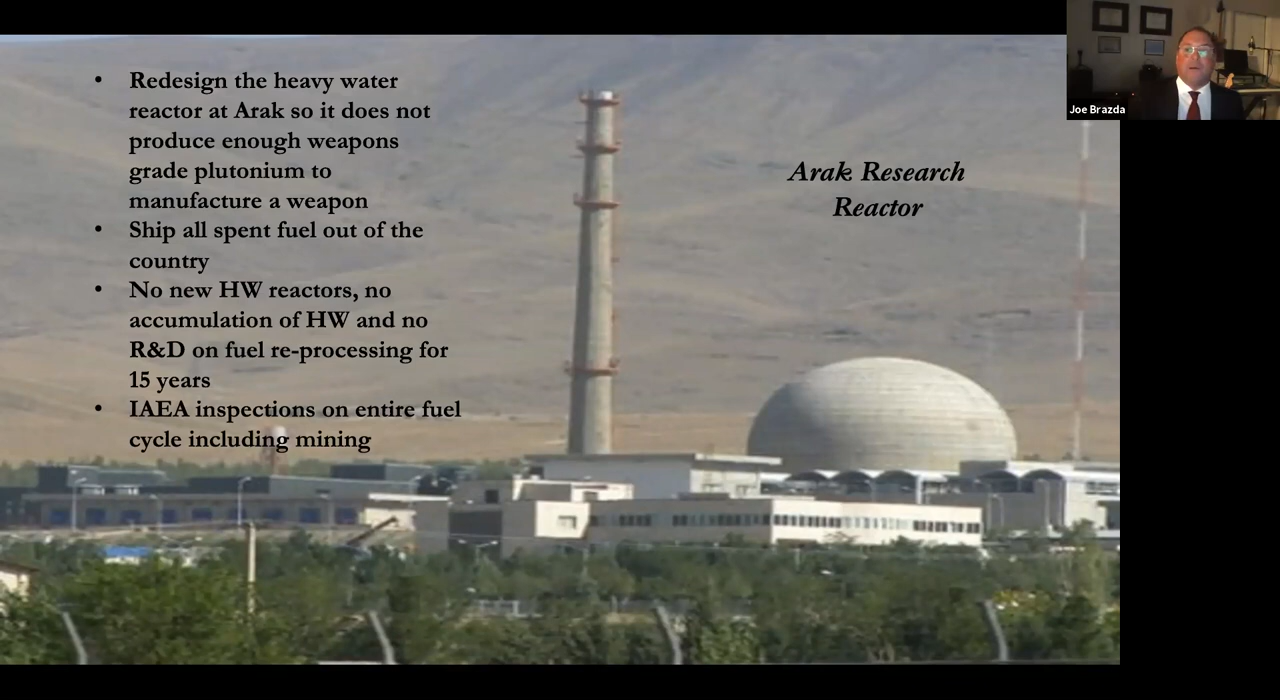 • Redesign the heavy water
reactor at Arak so it does not
produce enough weapons
grade plutonium to
manufacture a weapon
• Ship all spent fuel out of the
country
• No new HW reactors, no
accumulation of HW and no
R&D on fuel re-processing for
15 years
• IAEA inspections on entire fuel
cycle including mining
Arak Research
Reactor
Joe Brazda